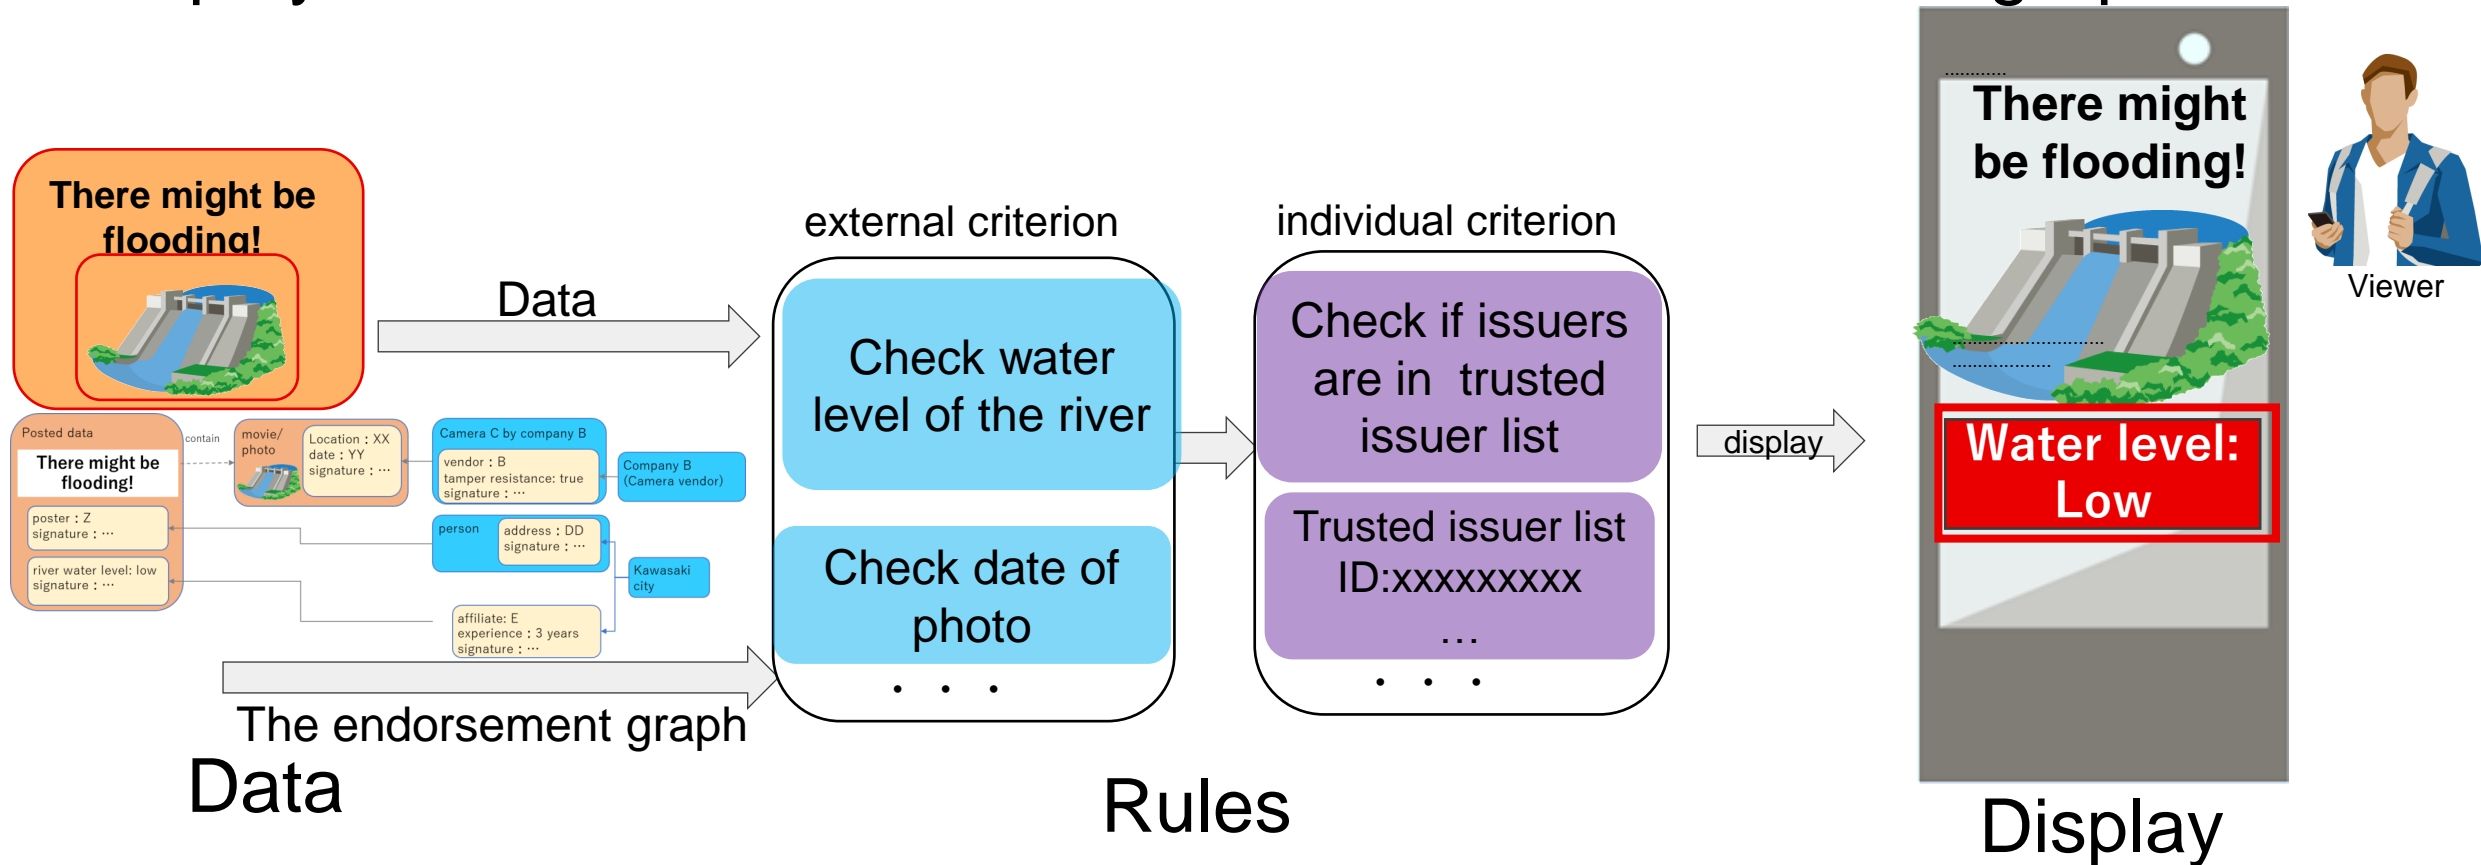 There might be
flooding!
Data
Posted data
There might be
flooding!
poster : Z
signature : …
river water level: low
signature : …
contain
movie/
photo
Location : XX
date : YY
signature : …
Camera C by company B
vendor : B
tamper resistance: true
signature : …
Company B
(Camera vendor)
person
address : DD
signature : …
Kawasaki
city
affiliate: E
experience : 3 years
signature : …
The endorsement graph
Data
external criterion
Check water
level of the river
Check date of
photo
・・・
individual criterion
Check if issuers
are in trusted
issuer list
Trusted issuer list
ID:xxxxxxxxx
…
・・・
Rules
display
There might
be flooding!
Water level:
Low
Viewer
Display